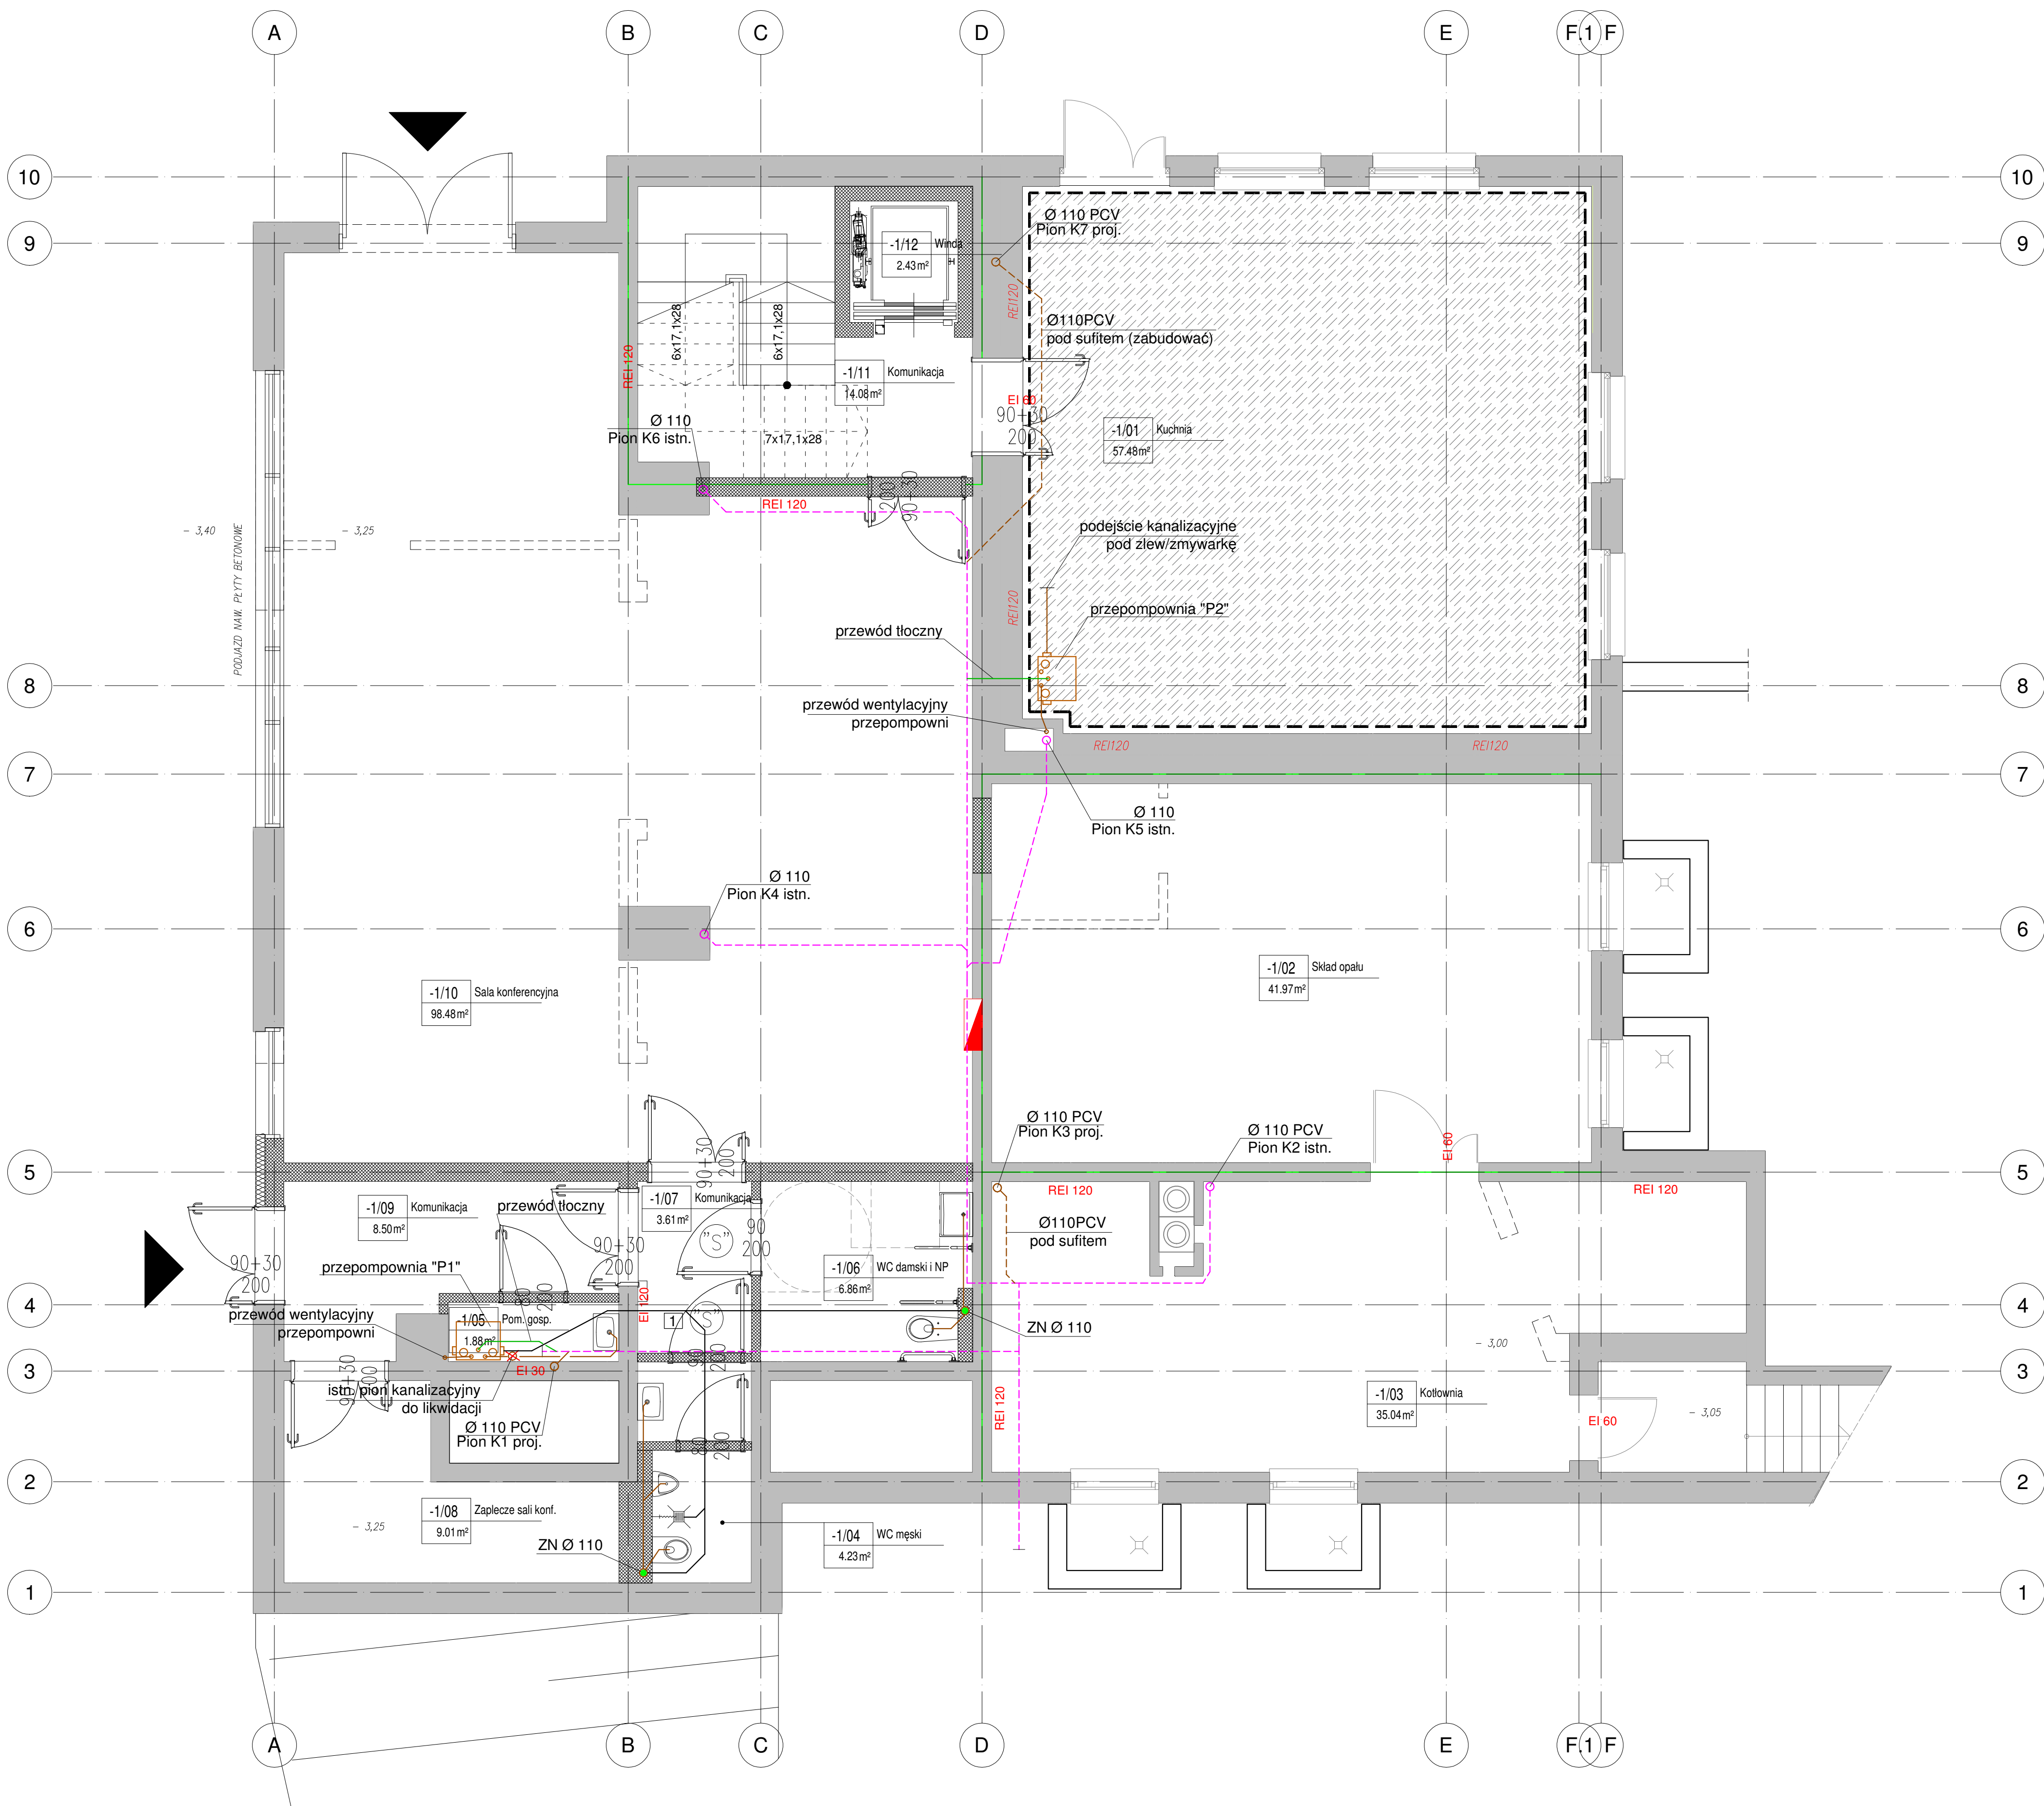 A
B
C
D
E
F.1
F
10
10
9
9
Ø 110 PCV
Pion K7 proj.
-1/12 Winda
2.43m²
REI120
6x17,1x28
6x17,1x28
Ø110PCV
pod sufitem (zabudować)
REI 120
-1/11 Komunikacja
14.08m²
EI 60
90+30
200
Ø 110
Pion K6 istn.
7x17,1x28
-1/01 Kuchnia
57.48m²
REI 120
200
90+30
- 3,40
- 3,25
PODJAZD NAW. PŁYTY BETONOWE
podejście kanalizacyjne
pod zlew/zmywarkę
REI120
przepompownia "P2"
przewód tłoczny
8
8
przewód wentylacyjny
przepompowni
REI120
REI120
7
7
Ø 110
Pion K5 istn.
Ø 110
Pion K4 istn.
6
6
-1/02 Skład opału
41.97m²
-1/10 Sala konferencyjna
98.48m²
Ø 110 PCV
Pion K3 proj.
Ø 110 PCV
Pion K2 istn.
EI 60
90+30
200
5
5
REI 120
REI 120
-1/09 Komunikacja
8.50m²
przewód tłoczny
-1/07 Komunikacja
3.61m²
90
200
"S"
Ø110PCV
pod sufitem
90+30
200
90+30
200
przepompownia "P1"
-1/06 WC damski i NP
6.86m²
80
200
EI 120
4
4
przewód wentylacyjny
przepompowni
-1/05 Pom. gosp.
1.88m²
1
"S"
90
200
ZN Ø 110
- 3,00
3
3
EI 30
90+30
200
istn. pion kanalizacyjny
do likwidacji
Ø 110 PCV
Pion K1 proj.
80
200
REI 120
-1/03 Kotłownia
35.04m²
EI 60
- 3,05
2
2
-1/08 Zaplecze sali konf.
9.01m²
- 3,25
ZN Ø 110
-1/04 WC męski
4.23m²
1
1
A
B
C
D
E
F.1
F